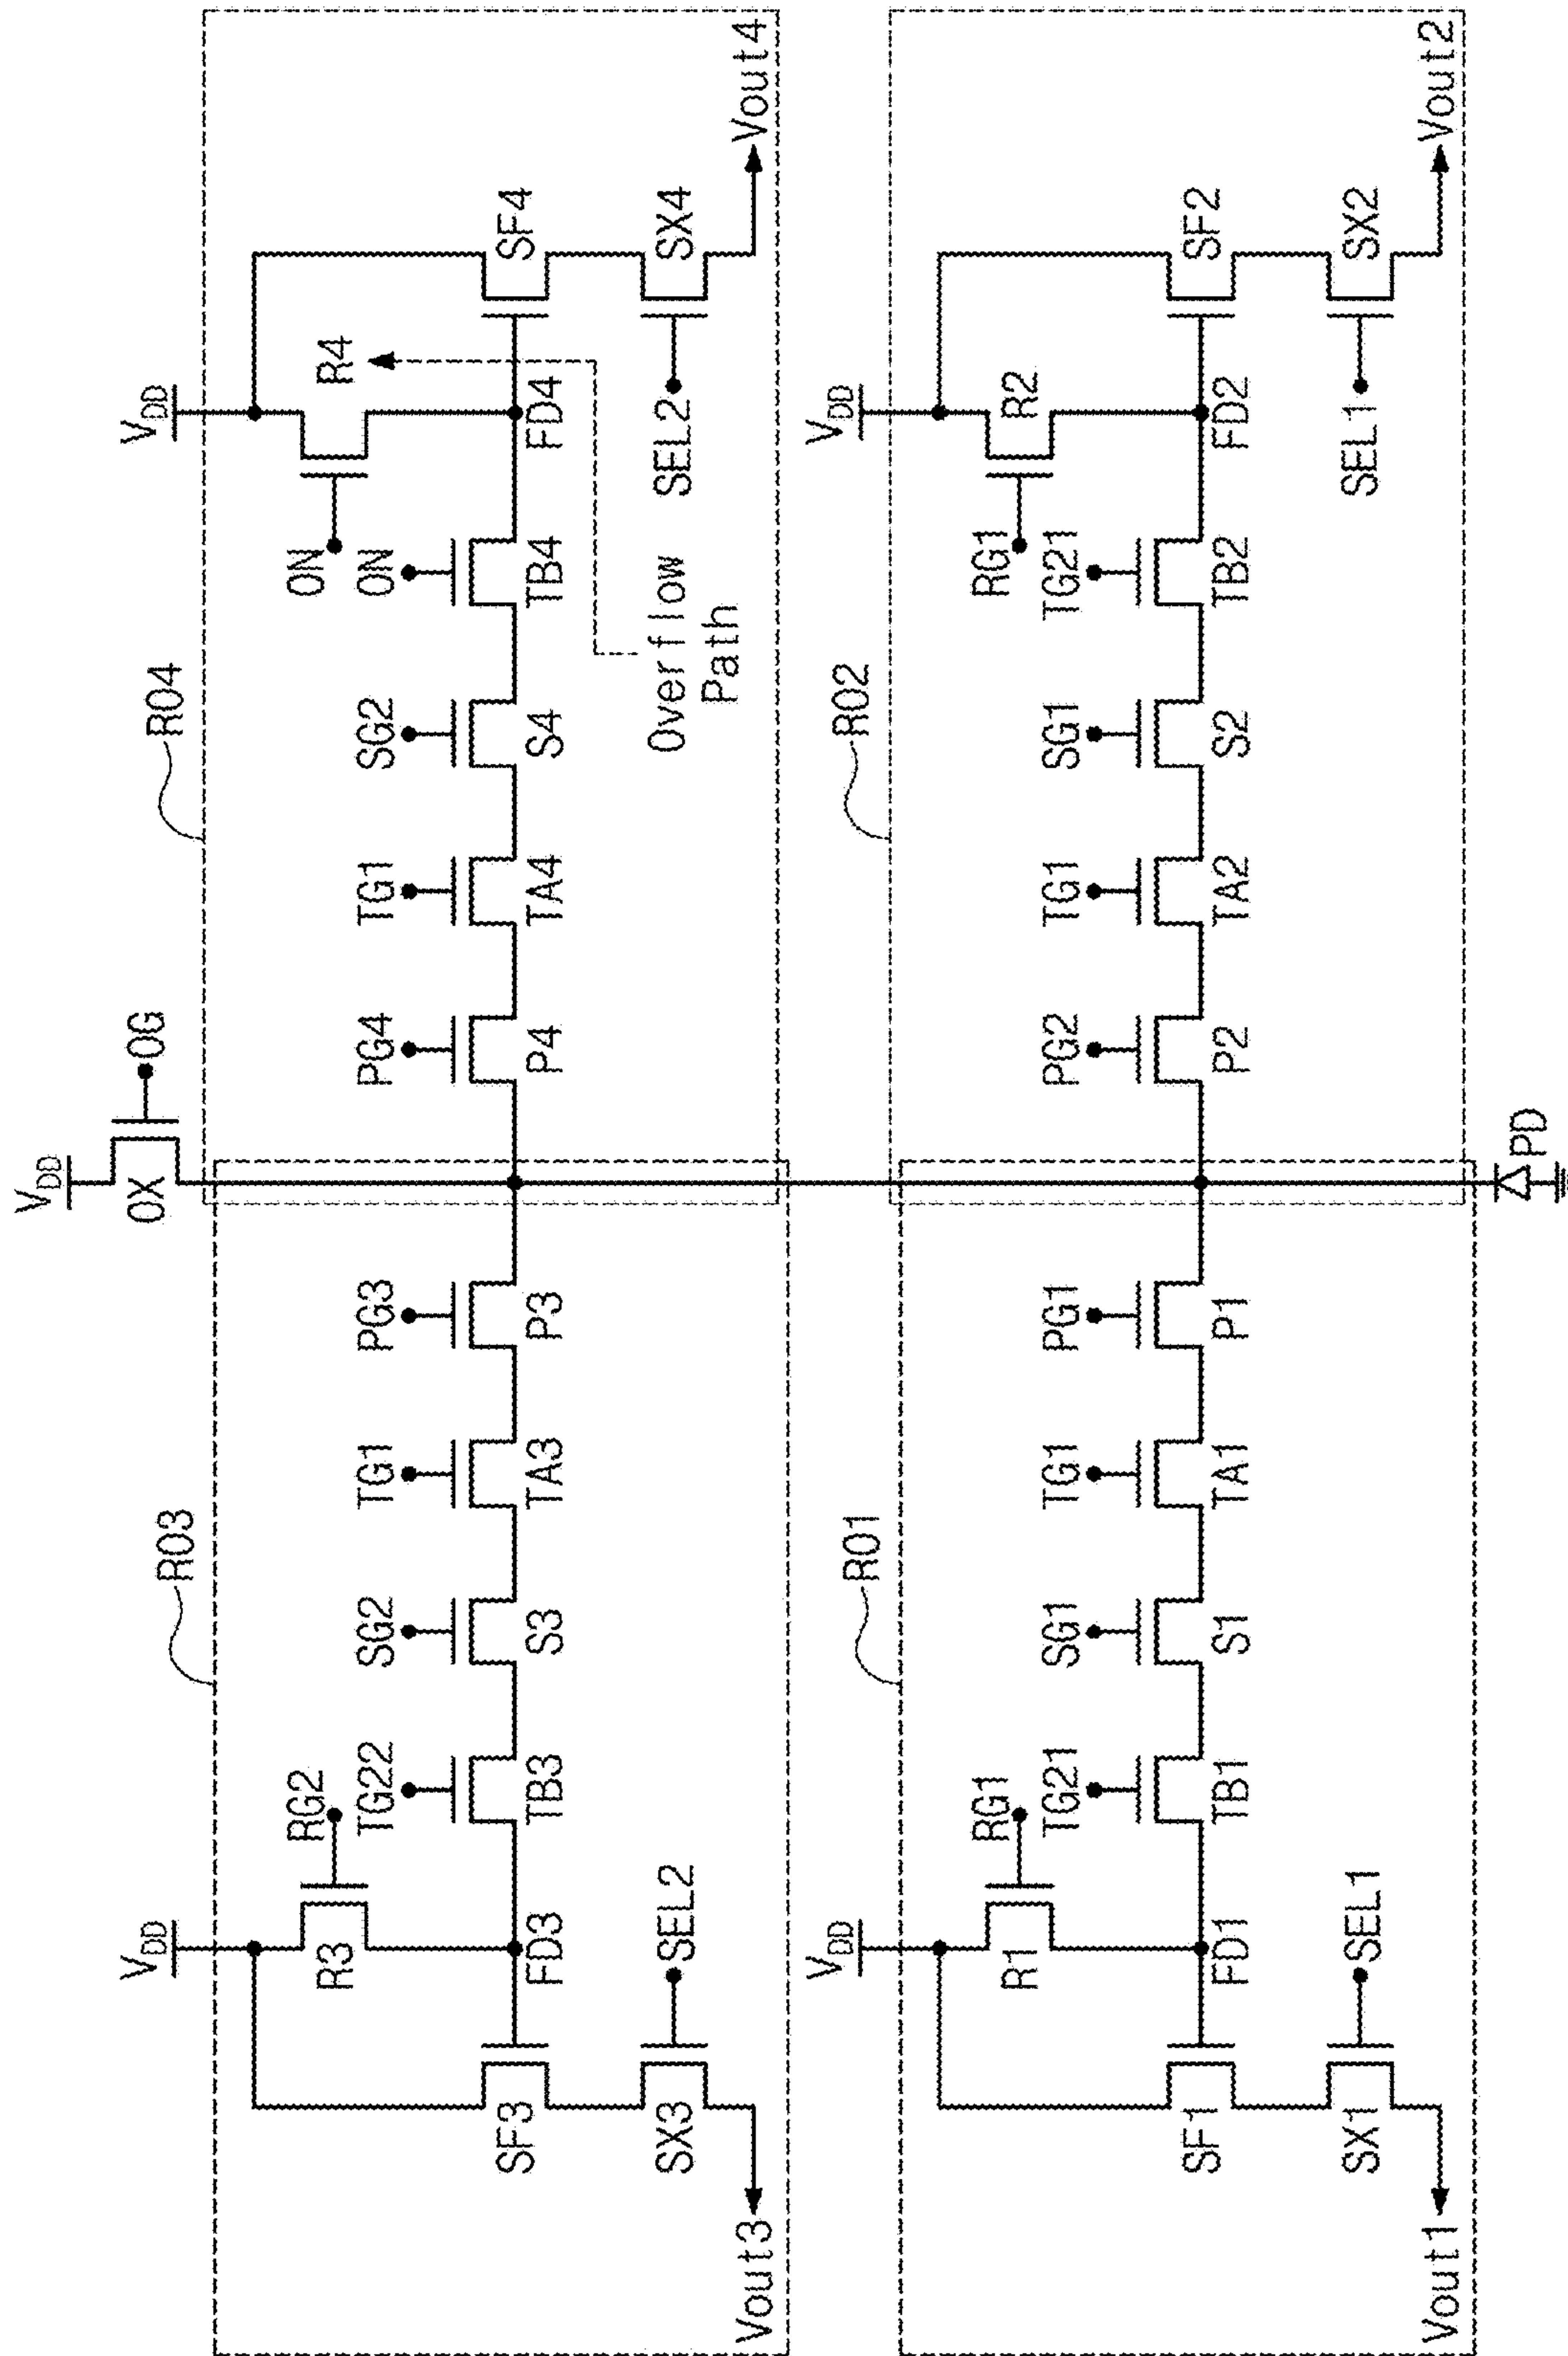 VDD
OX
OG
RO3
VDD
R3
RG2
TG22
SG2
TG1
PG3
FD3
TB3
S3
TA3
P3
SF3
SX3
SEL2
Vout3
RO4
VDD
R4
ON
ON
PG4
TG1
SG2
P4
TA4
S4
TB4
FD4
SF4
SX4
SEL2
Overflow
Path
Vout4
RO1
VDD
R1
RG1
TG21
SG1
TG1
PG1
FD1
TB1
S1
TA1
P1
SF1
SX1
SEL1
Vout1
RO2
VDD
R2
RG1
PG2
TG1
SG1
TG21
P2
TA2
S2
TB2
FD2
SF2
SX2
SEL1
Vout2
PD